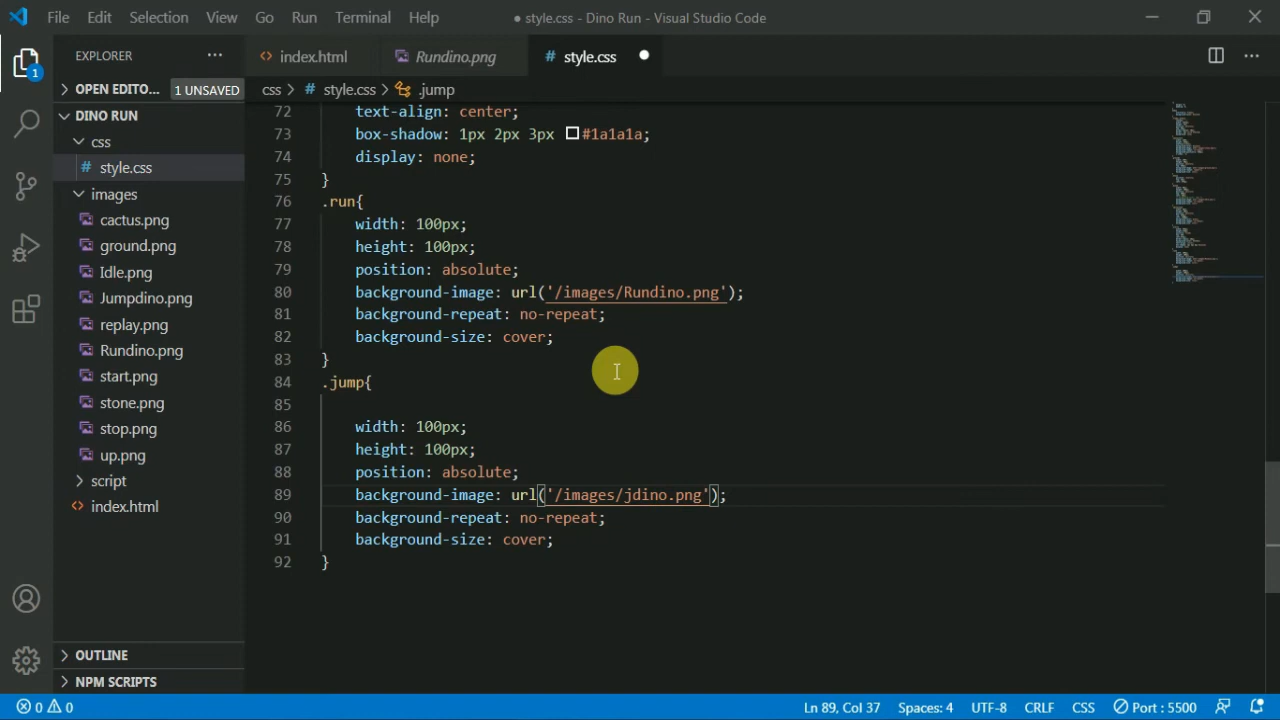 File Edit Selection View Go Run Terminal Help ● style.css - Dino Run - Visual Studio Code
EXPLORER ··· index.html Rundino.png # style.css
1
OPEN EDITO... 1 UNSAVED
css > # style.css > .jump
DINO RUN
css
# style.css
images
cactus.png
ground.png
Idle.png
Jumpdino.png
replay.png
Rundino.png
start.png
stone.png
stop.png
up.png
script
index.html
OUTLINE
NPM SCRIPTS
72 text-align: center;
73 box-shadow: 1px 2px 3px #1a1a1a;
74 display: none;
75 }
76 .run{
77 width: 100px;
78 height: 100px;
79 position: absolute;
80 background-image: url('/images/Rundino.png');
81 background-repeat: no-repeat;
82 background-size: cover;
83 }
84 .jump{
85
86 width: 100px;
87 height: 100px;
88 position: absolute;
89 background-image: url('/images/jdino.png');
90 background-repeat: no-repeat;
91 background-size: cover;
92 }
0 0 Ln 89, Col 37 Spaces: 4 UTF-8 CRLF CSS Port : 5500